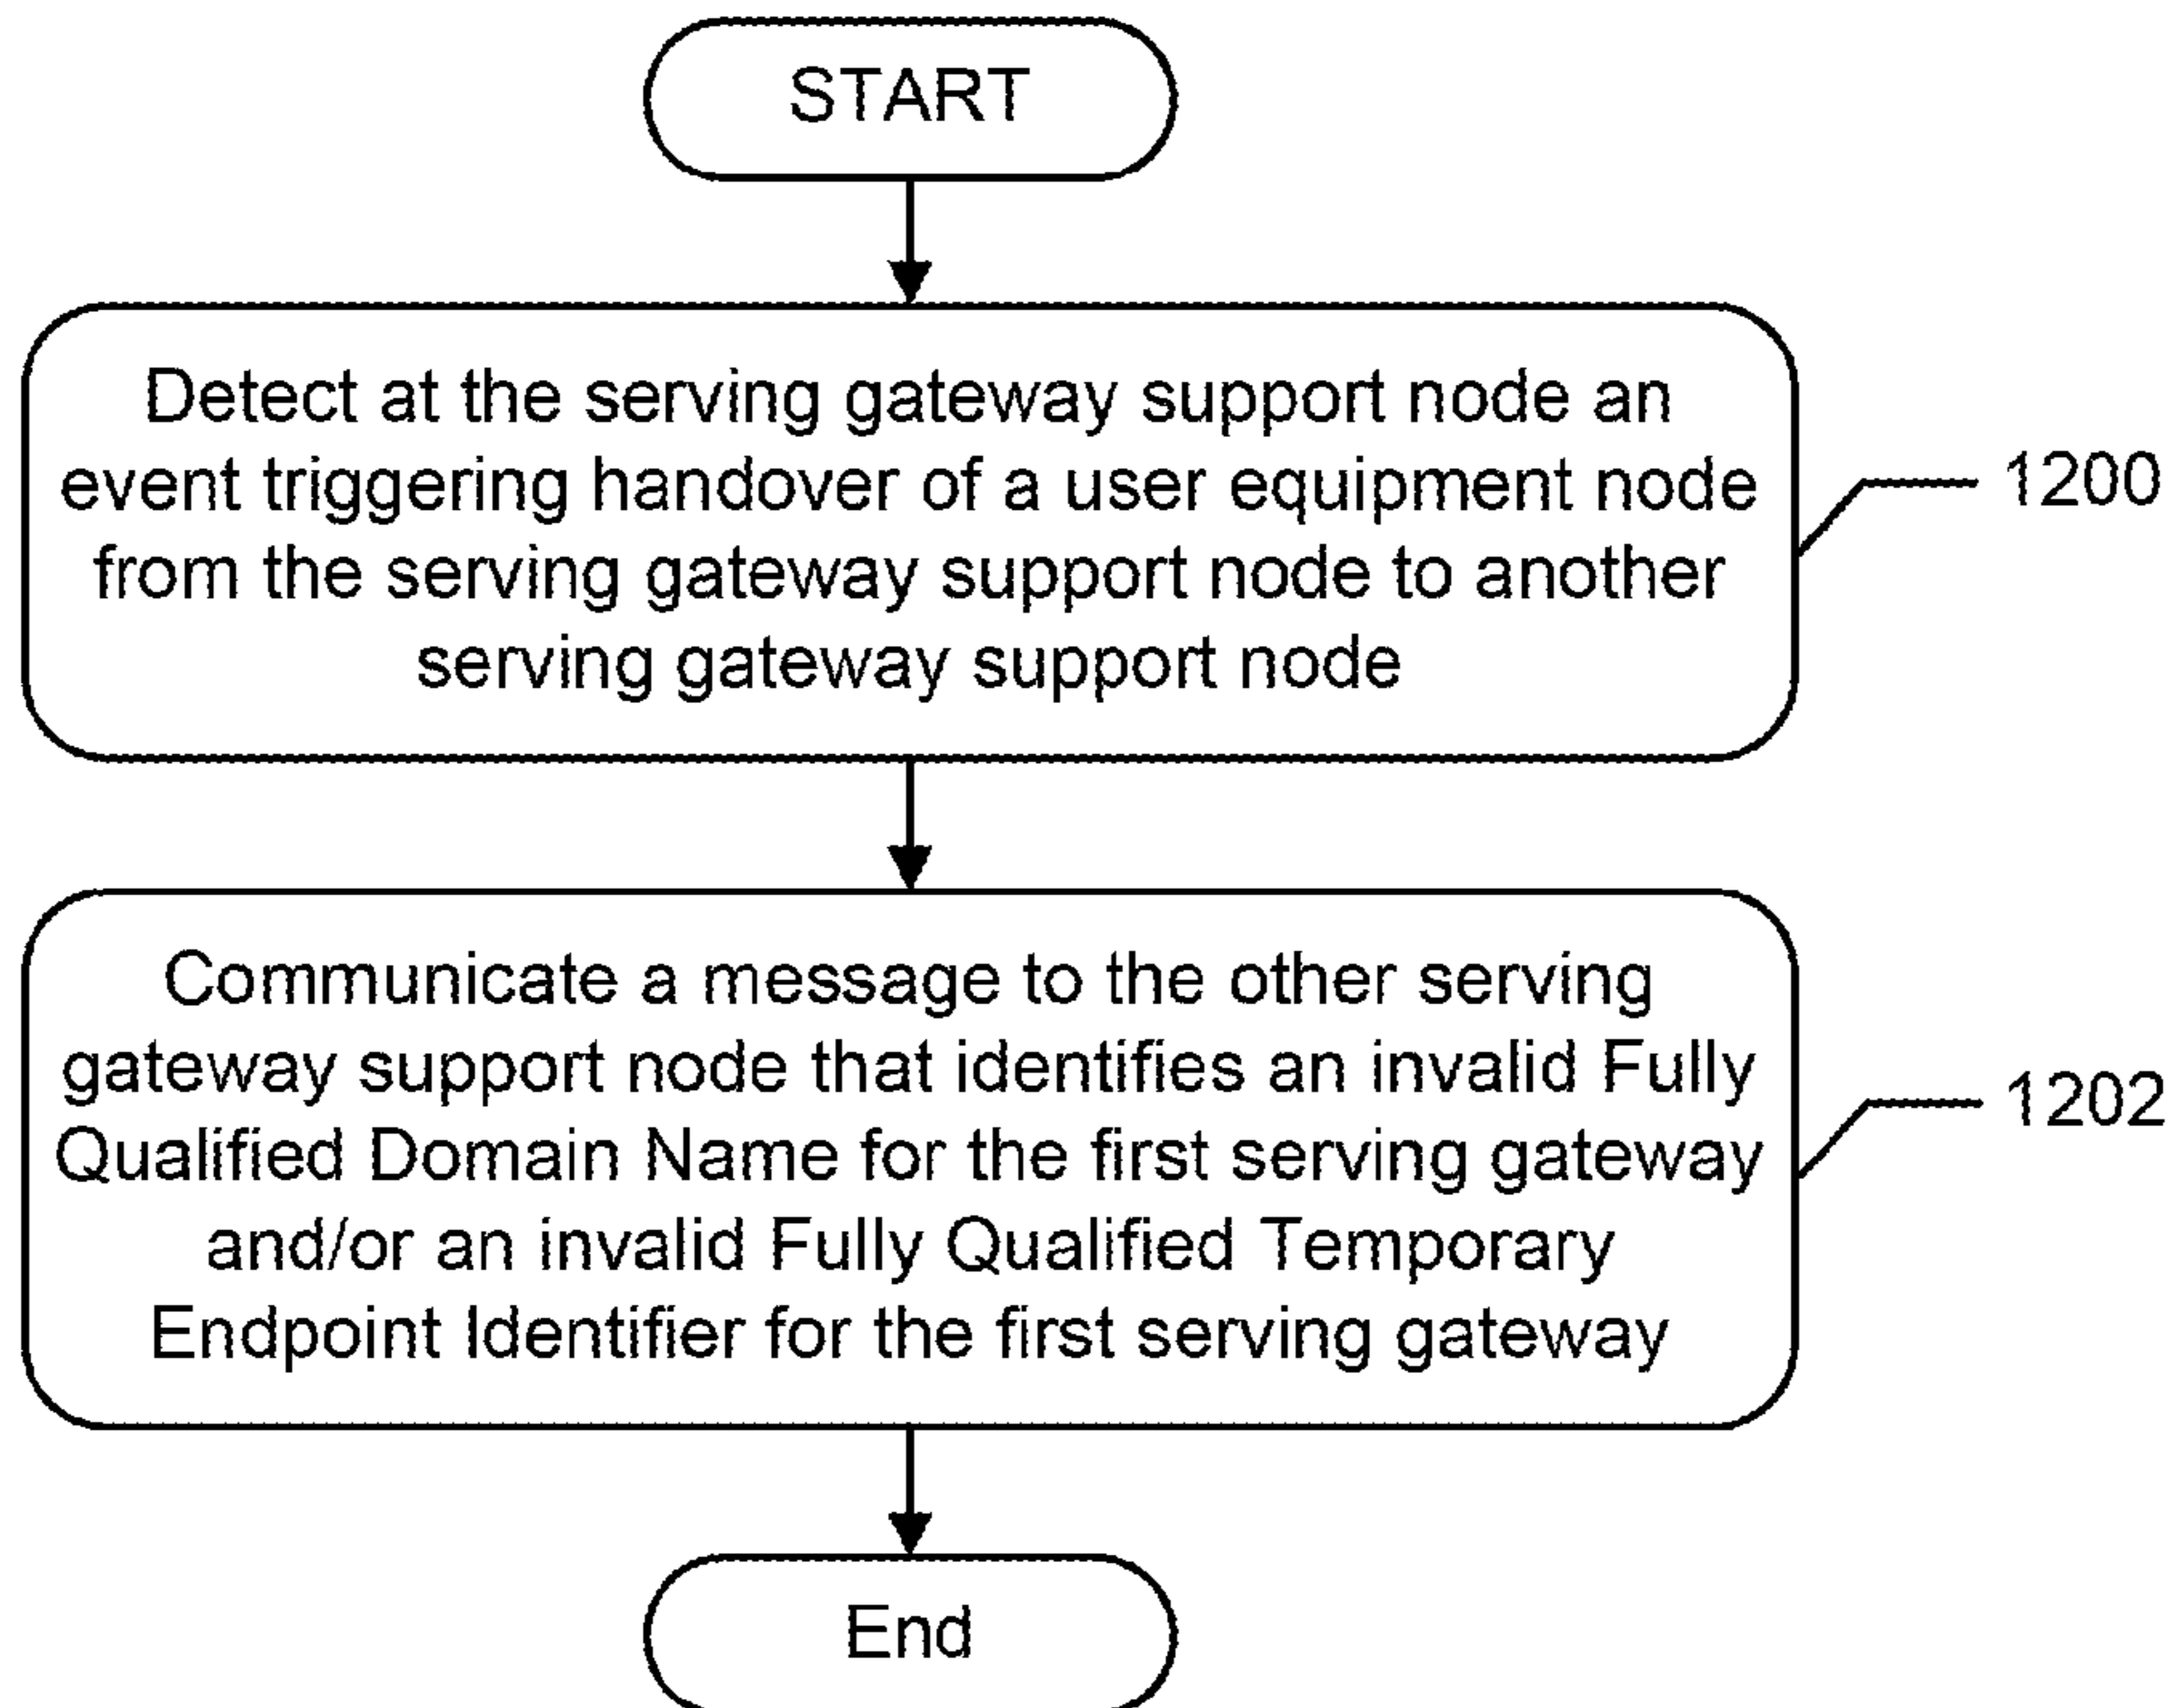 START
Detect at the serving gateway support node an
event triggering handover of a user equipment node
from the serving gateway support node to another
serving gateway support node
1200
Communicate a message to the other serving
gateway support node that identifies an invalid Fully
Qualified Domain Name for the first serving gateway
and/or an invalid Fully Qualified Temporary
Endpoint Identifier for the first serving gateway
1202
End